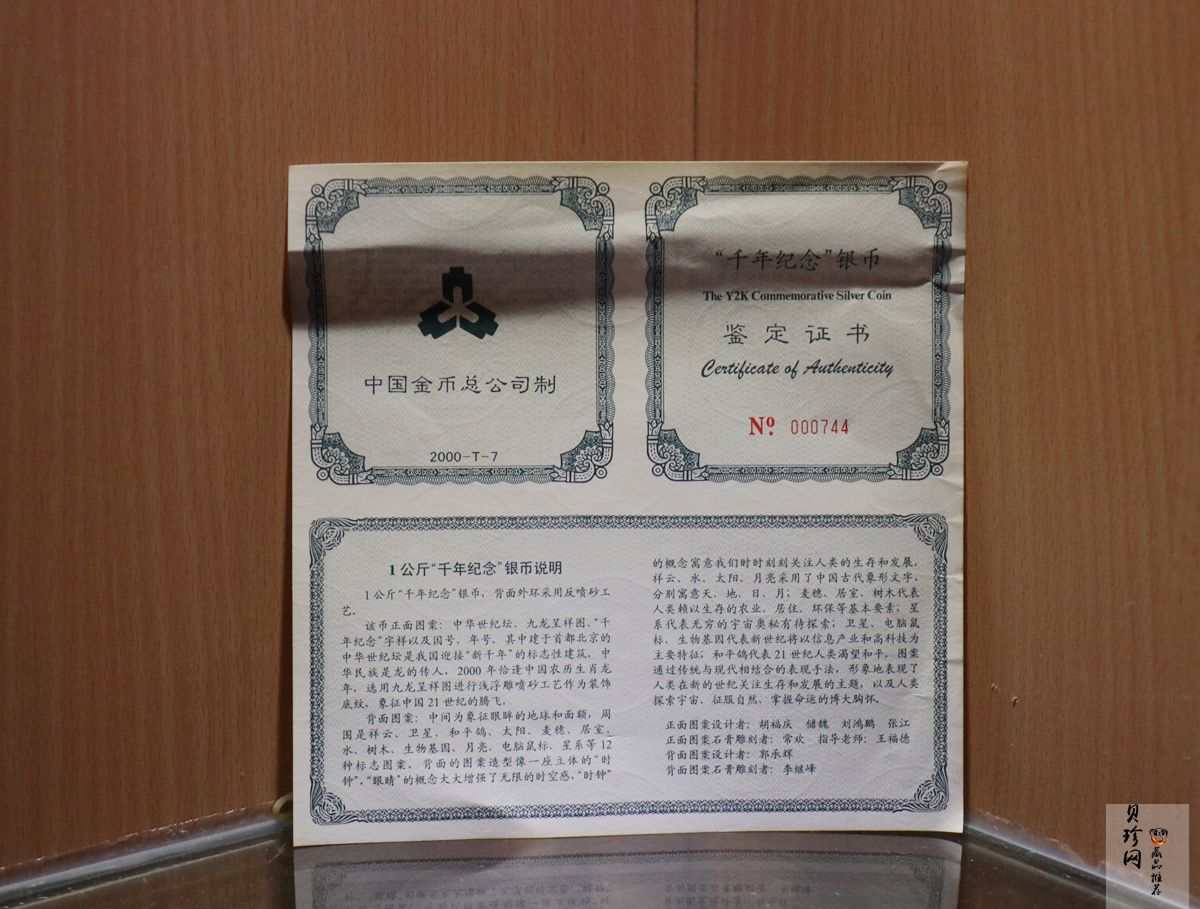 中国金币总公司制
2000-T-7
“千年纪念”银币
The Y2K Commemorative Silver Coin
鉴定证书
Certificate of Authenticity
Nº 000744
1公斤“千年纪念”银币说明
1公斤“千年纪念”银币，背面外环采用反喷砂工
艺。
该币正面图案：中华世纪坛、九龙呈祥图、“千
年纪念”字样以及国号、年号。其中建于首都北京的
中华世纪坛是我国迎接“新千年”的标志性建筑。中
华民族是龙的传人，2000年恰逢中国农历生肖龙
年，选用九龙呈祥图进行浅浮雕喷砂工艺作为装饰
底纹，象征中国21世纪的腾飞。
背面图案：中间为象征眼眸的地球和面额，周
围是祥云、卫星、和平鸽、太阳、麦穗、居室、
水、树木、生物基因、月亮、电脑鼠标、星系等12
种标志图案。背面的图案造型像一座立体的“时
钟”，“眼睛”的概念大大增强了无限的时空感，“时钟”
的概念寓意我们时时刻刻关注人类的生存和发展。
祥云、水、太阳、月亮采用了中国古代象形文字，
分别寓意天、地、日、月；麦穗、居室、树木代表
人类赖以生存的农业、居住、环保等基本要素；星
系代表无穷的宇宙奥秘有待探索；卫星、电脑鼠
标、生物基因代表新世纪将以信息产业和高科技为
主要特征；和平鸽代表21世纪人类渴望和平。图案
通过传统与现代相结合的表现手法，形象地表现了
人类在新的世纪关注生存和发展的主题，以及人类
探索宇宙、征服自然、掌握命运的博大胸怀。
正面图案设计者：胡福庆 储魏 刘鸿鹏 张江
正面图案石膏雕刻者：常欢 指导老师：王福德
背面图案设计者：郭承辉
背面图案石膏雕刻者：李继峰
贝珍网
藏品推荐